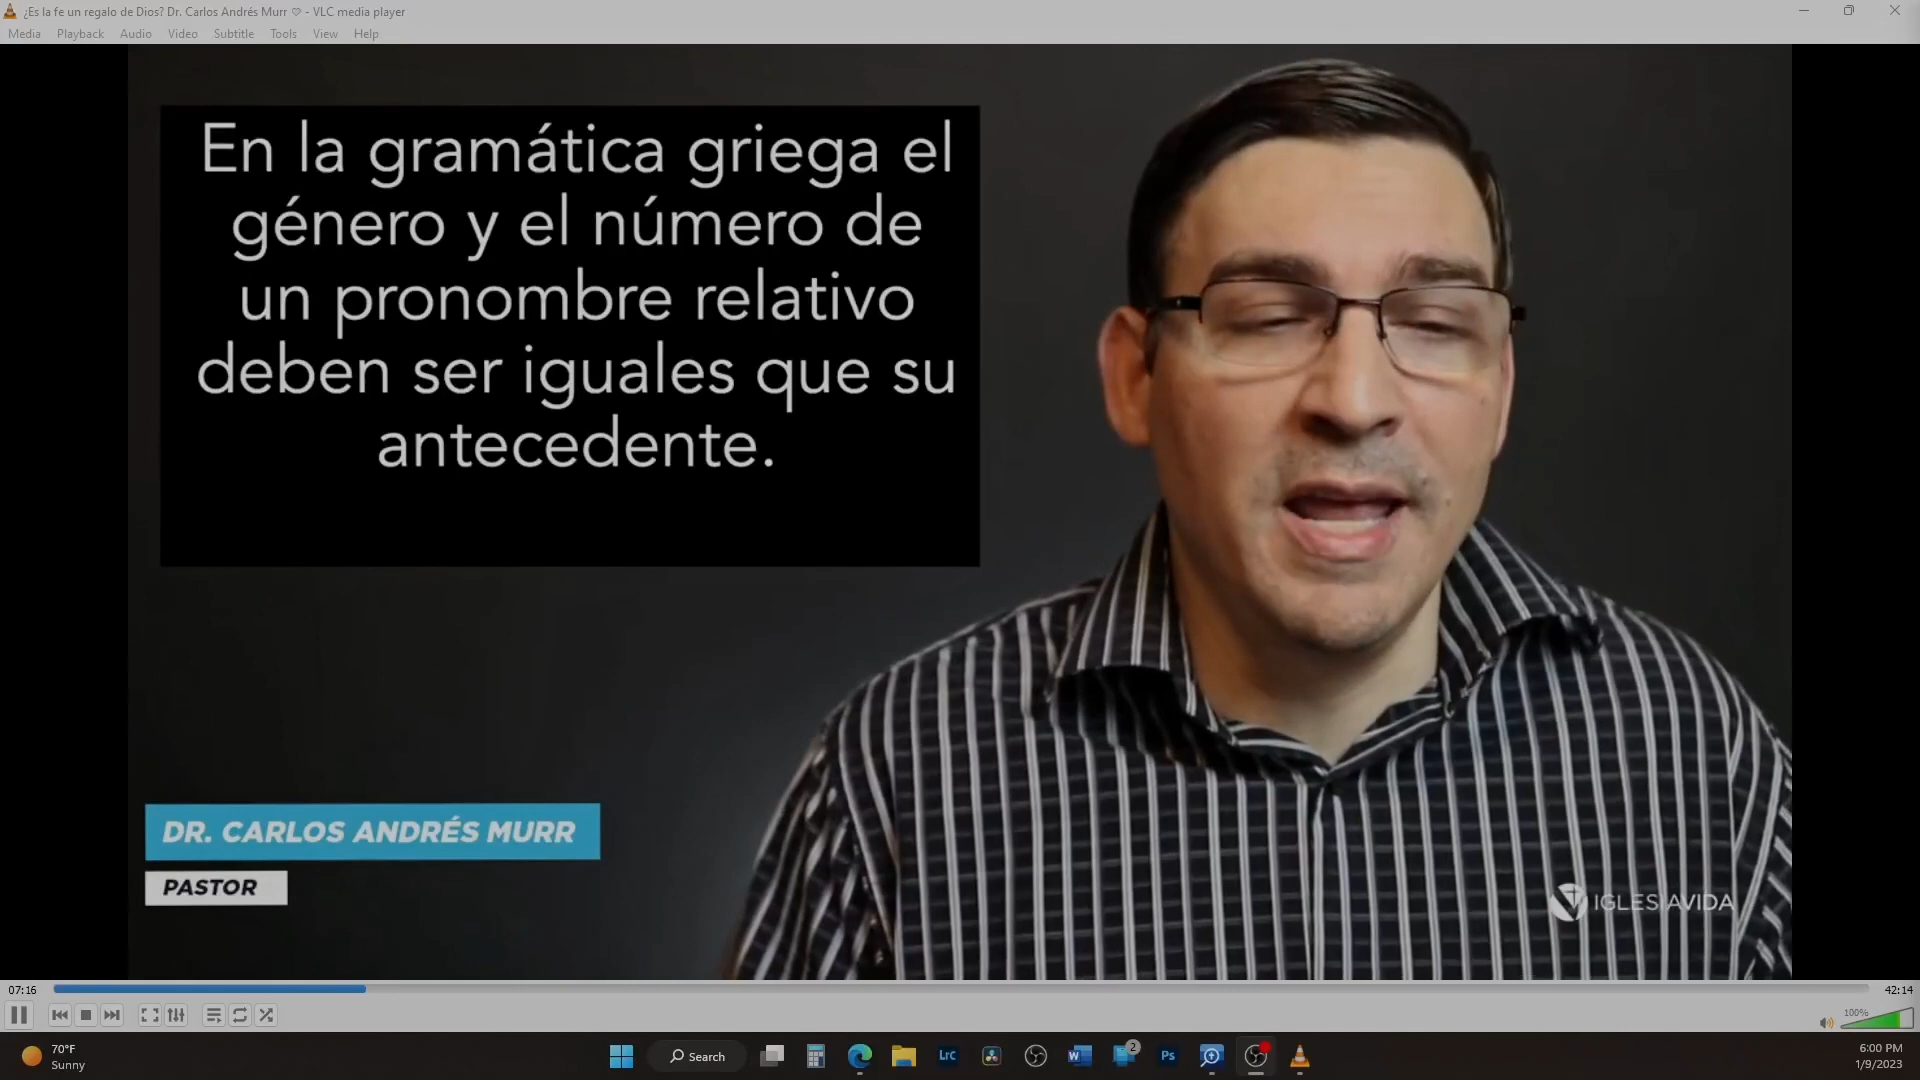 ¿Es la fe un regalo de Dios? Dr. Carlos Andrés Murr ♡ - VLC media player
Media Playback Audio Video Subtitle Tools View Help
En la gramática griega el
género y el número de
un pronombre relativo
deben ser iguales que su
antecedente.
DR. CARLOS ANDRÉS MURR
PASTOR
IGLESIAVIDA
07:16
42:14
100%
70°F
Sunny
Search
LrC
W
2
Ps
6:00 PM
1/9/2023